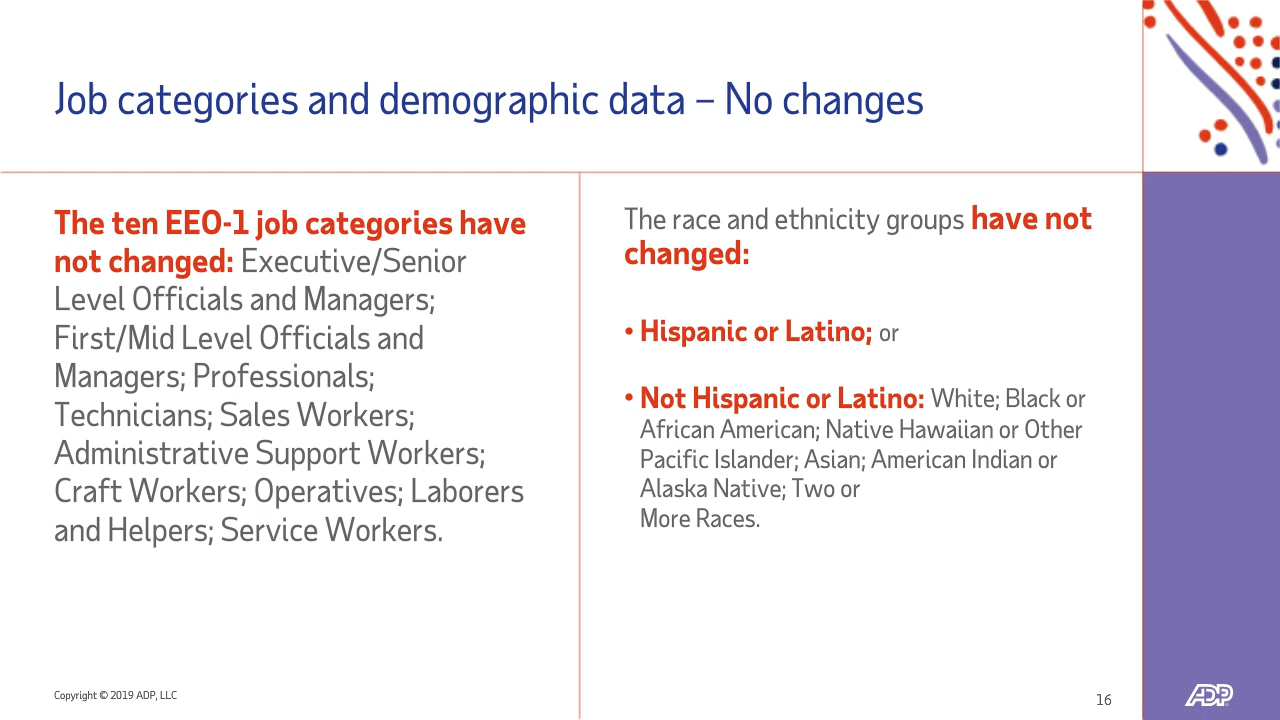 Job categories and demographic data – No changes
The ten EEO-1 job categories have
not changed: Executive/Senior
Level Officials and Managers;
First/Mid Level Officials and
Managers; Professionals;
Technicians; Sales Workers;
Administrative Support Workers;
Craft Workers; Operatives; Laborers
and Helpers; Service Workers.
The race and ethnicity groups have not
changed:
• Hispanic or Latino; or
• Not Hispanic or Latino: White; Black or
African American; Native Hawaiian or Other
Pacific Islander; Asian; American Indian or
Alaska Native; Two or
More Races.
Copyright © 2019 ADP, LLC
16
ADP